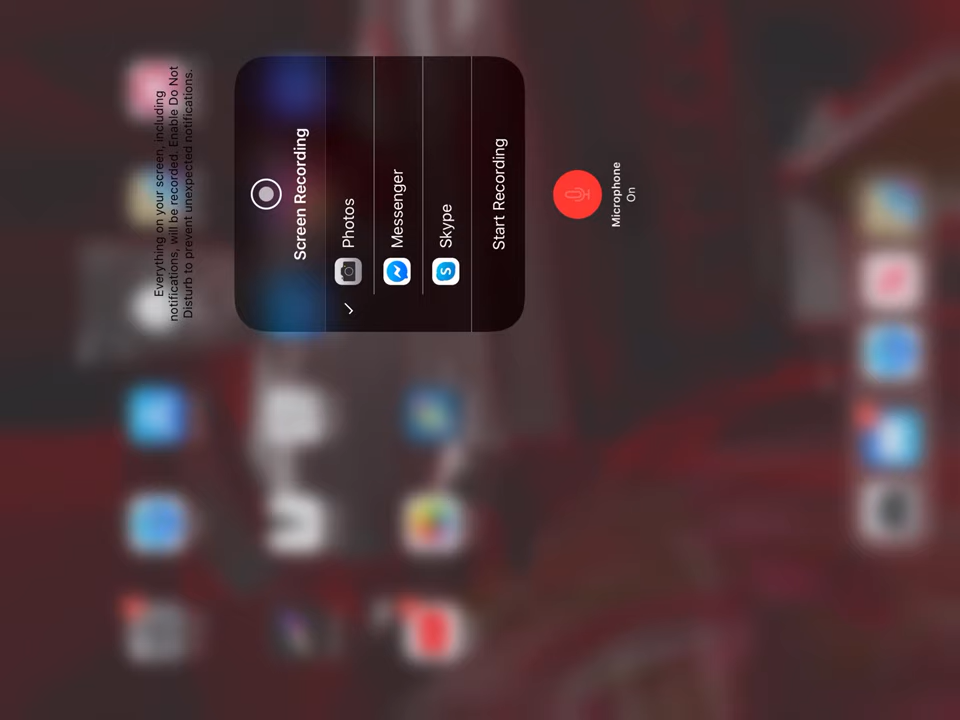 Everything on your screen, including
notifications, will be recorded. Enable Do Not
Disturb to prevent unexpected notifications.
Screen Recording
Photos
Messenger
Skype
Start Recording
Microphone
On